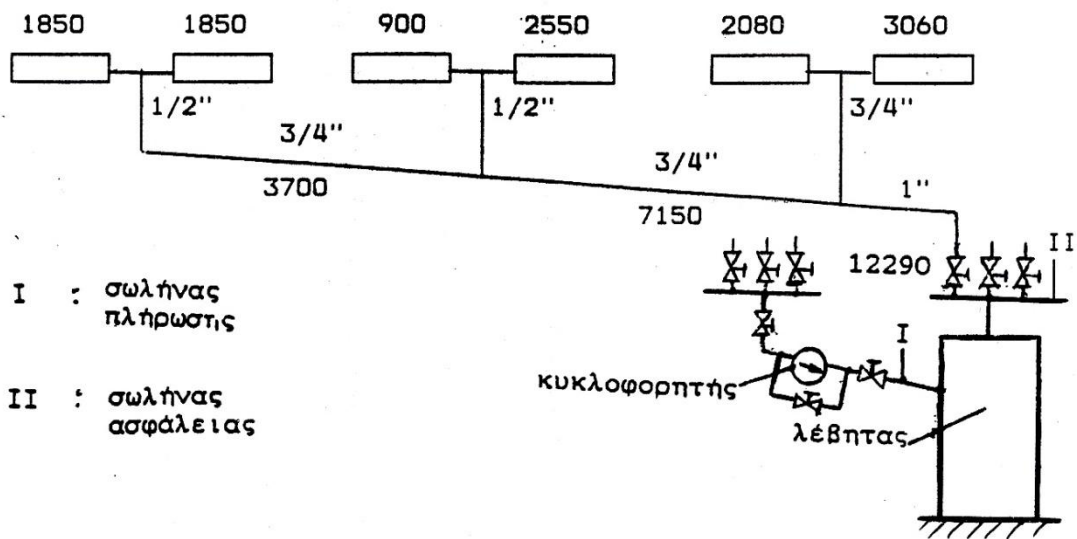 1850 1850 900 2550 2080 3060
1/2" 1/2" 3/4"
3/4" 3/4" 1"
3700 7150
12290 II
I : σωλήνας
πλήρωσης
I
κυκλοφορητής
II : σωλήνας
ασφάλειας
λέβητας